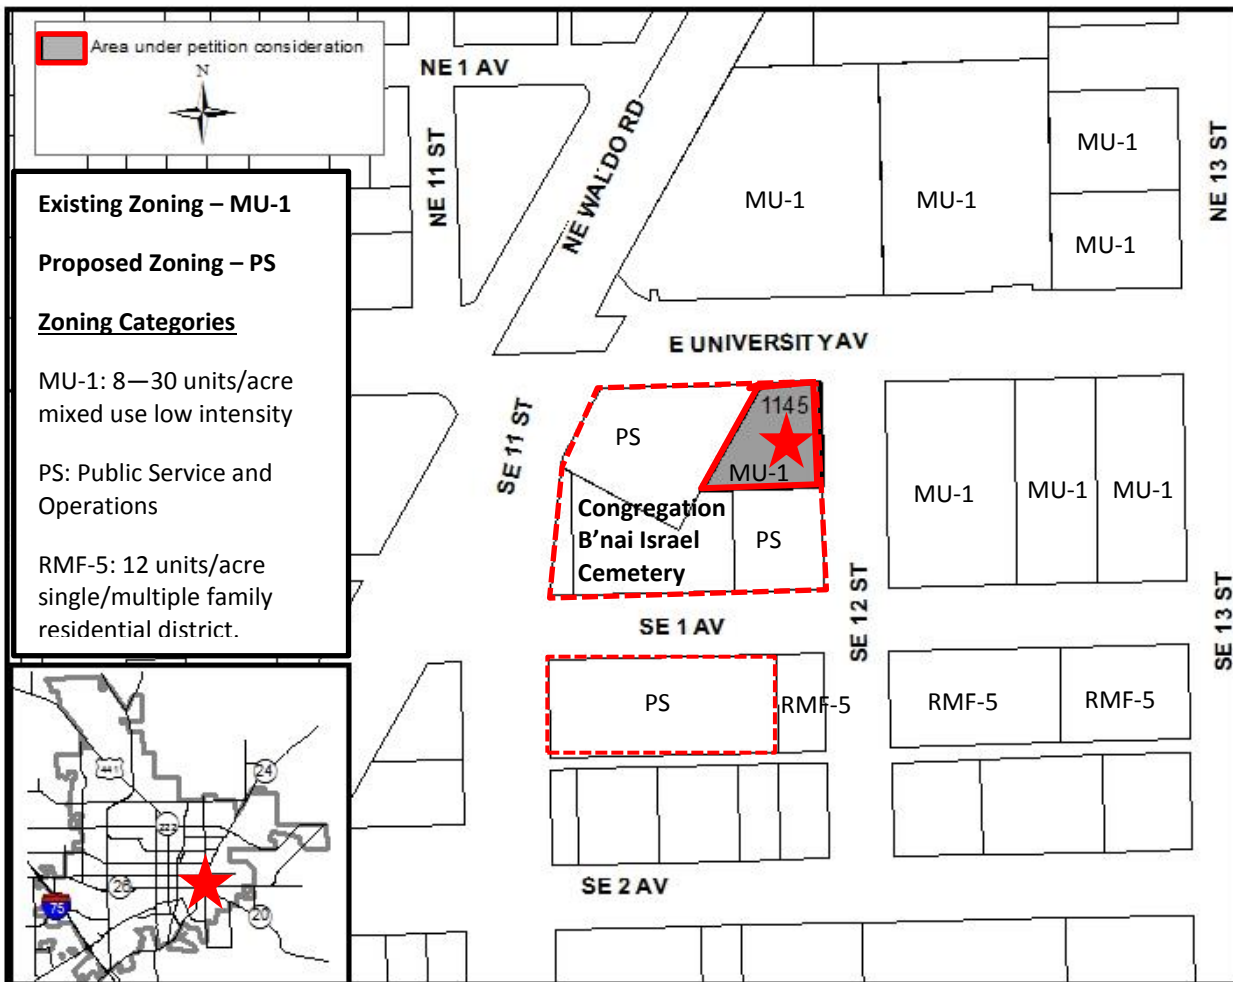 Area under petition consideration
N
Existing Zoning – MU-1
Proposed Zoning – PS
Zoning Categories
MU-1: 8—30 units/acre
mixed use low intensity
PS: Public Service and
Operations
RMF-5: 12 units/acre
single/multiple family
residential district.
NE 1 AV
NE 11 ST
NE WALDO RD
NE 13 ST
MU-1
MU-1
MU-1
MU-1
E UNIVERSITY AV
SE 11 ST
PS
1145
MU-1
Congregation
B'nai Israel
Cemetery
PS
MU-1
MU-1
MU-1
SE 12 ST
SE 13 ST
SE 1 AV
PS
RMF-5
RMF-5
RMF-5
SE 2 AV
441
24
222
26
75
20